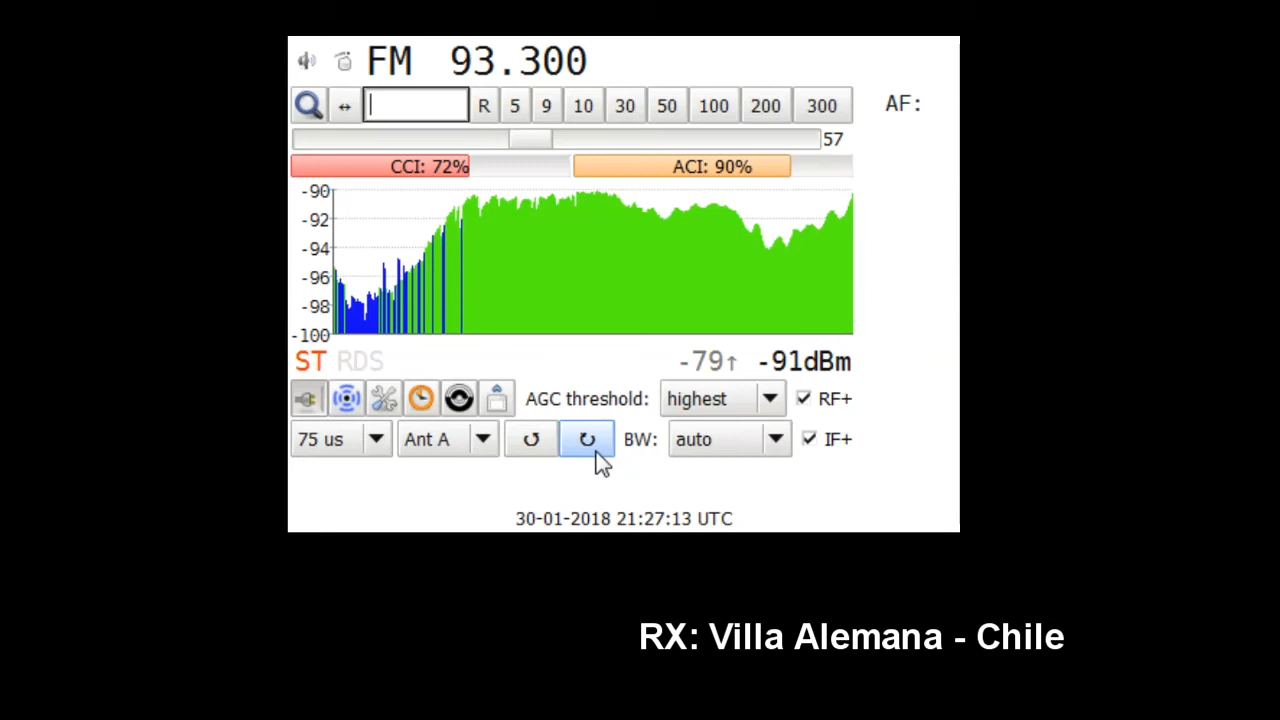 FM 93.300
R 5 9 10 30 50 100 200 300 AF:
57
CCI: 72% ACI: 90%
-90
-92
-94
-96
-98
-100
ST RDS -79↑ -91dBm
AGC threshold: highest RF+
75 us Ant A ↺ ↻ BW: auto IF+
30-01-2018 21:27:13 UTC
RX: Villa Alemana - Chile